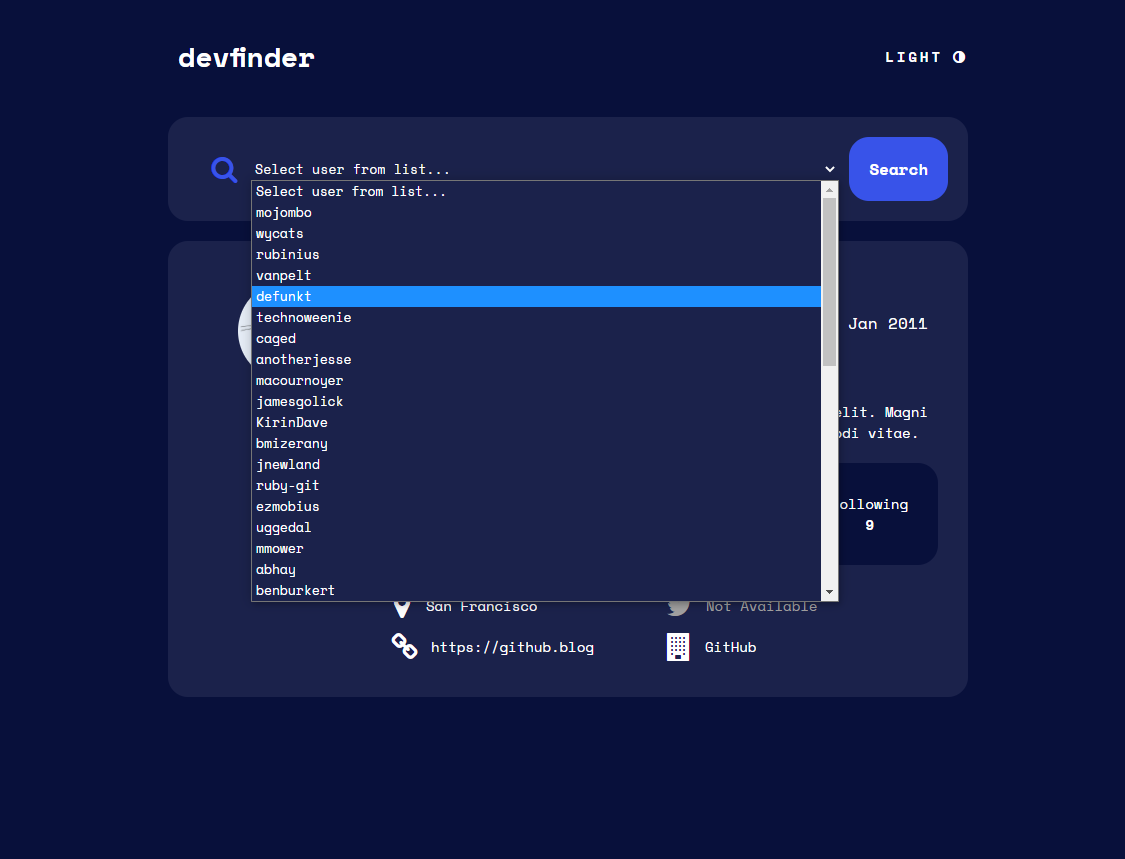 devfinder
LIGHT
Select user from list...
Search
Select user from list...
mojombo
wycats
rubinius
vanpelt
defunkt
technoweenie
caged
anotherjesse
macournoyer
jamesgolick
KirinDave
bmizerany
jnewland
ruby-git
ezmobius
uggedal
mmower
abhay
benburkert
Jan 2011
elit. Magni
odi vitae.
ollowing
9
San Francisco
Not Available
https://github.blog
GitHub